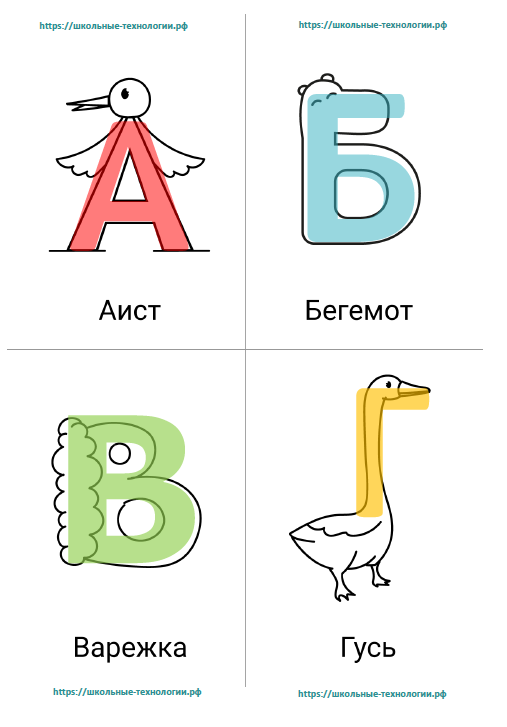 https://школьные-технологии.рф
https://школьные-технологии.рф
А
Б
Аист
Бегемот
В
Г
Варежка
Гусь
https://школьные-технологии.рф
https://школьные-технологии.рф